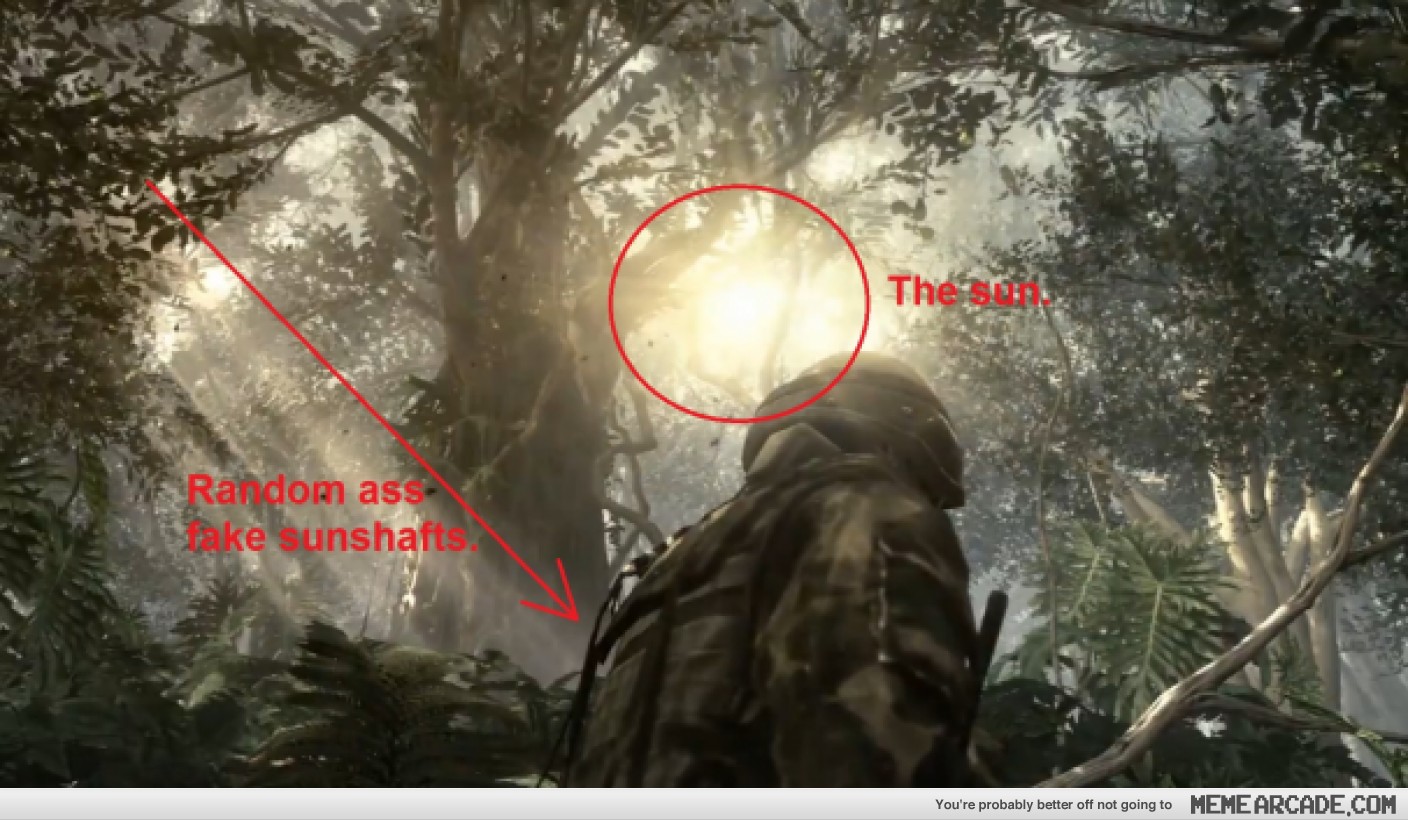 The sun.
Random ass
fake sunshafts.
You're probably better off not going to MEMEARCADE.COM